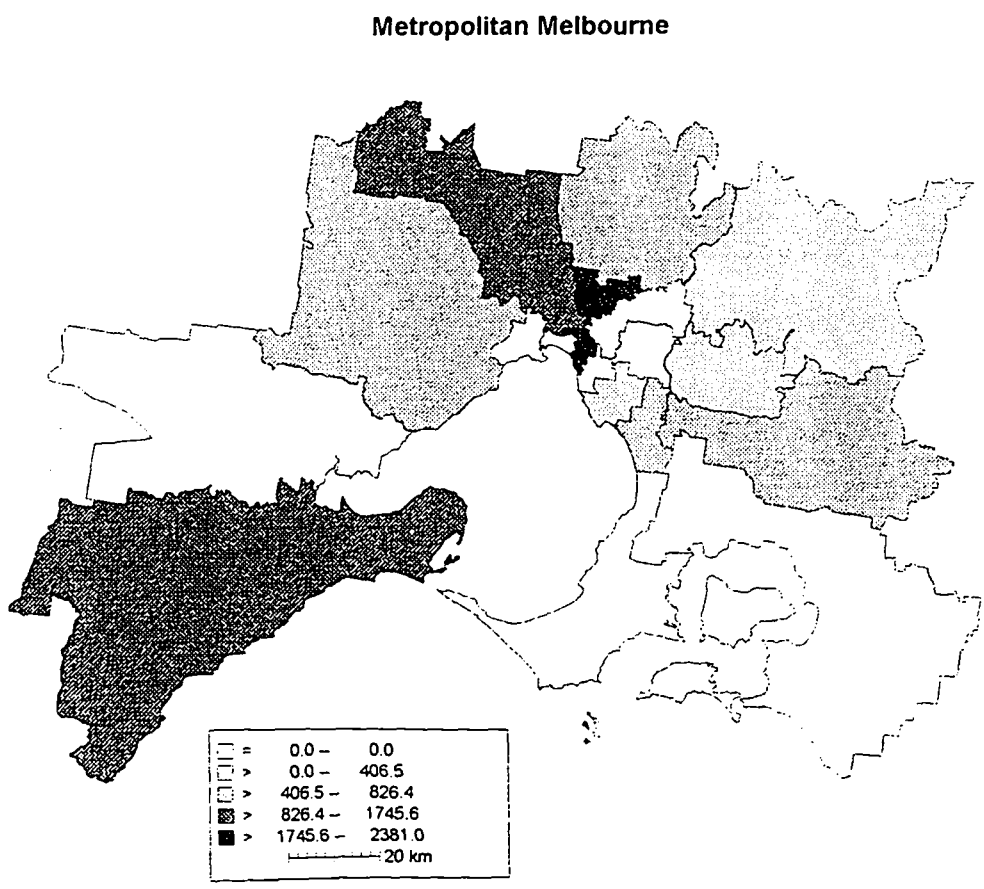 Metropolitan Melbourne
= 0.0 – 0.0
> 0.0 – 406.5
> 406.5 – 826.4
> 826.4 – 1745.6
> 1745.6 – 2381.0
20 km